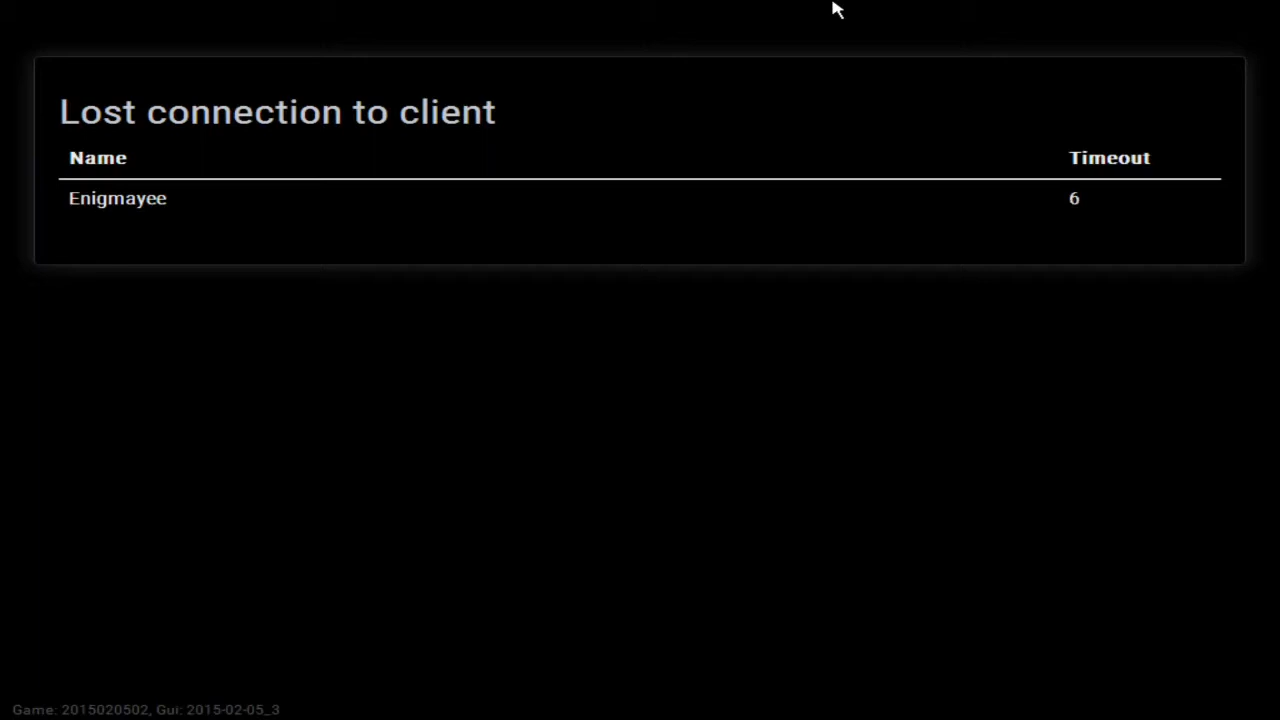 Lost connection to client
Name Timeout
Enigmayee 6
Game: 2015020502, Gui: 2015-02-05_3